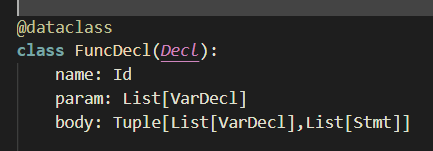 @dataclass
class FuncDecl(Decl):
    name: Id
    param: List[VarDecl]
    body: Tuple[List[VarDecl],List[Stmt]]